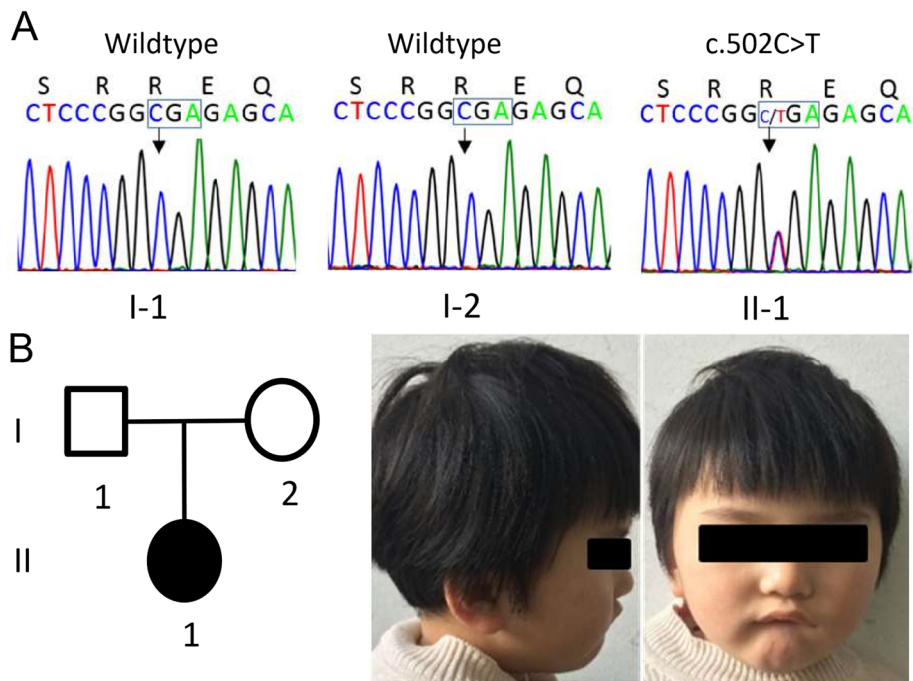 A
Wildtype
Wildtype
c.502C>T
S R R E Q
S R R E Q
S R R E Q
CTCCCGGCGAGAGCA
CTCCCGGCGAGAGCA
CTCCCGGC/TGAGAGCA
I-1
I-2
II-1
B
I
1
2
II
1